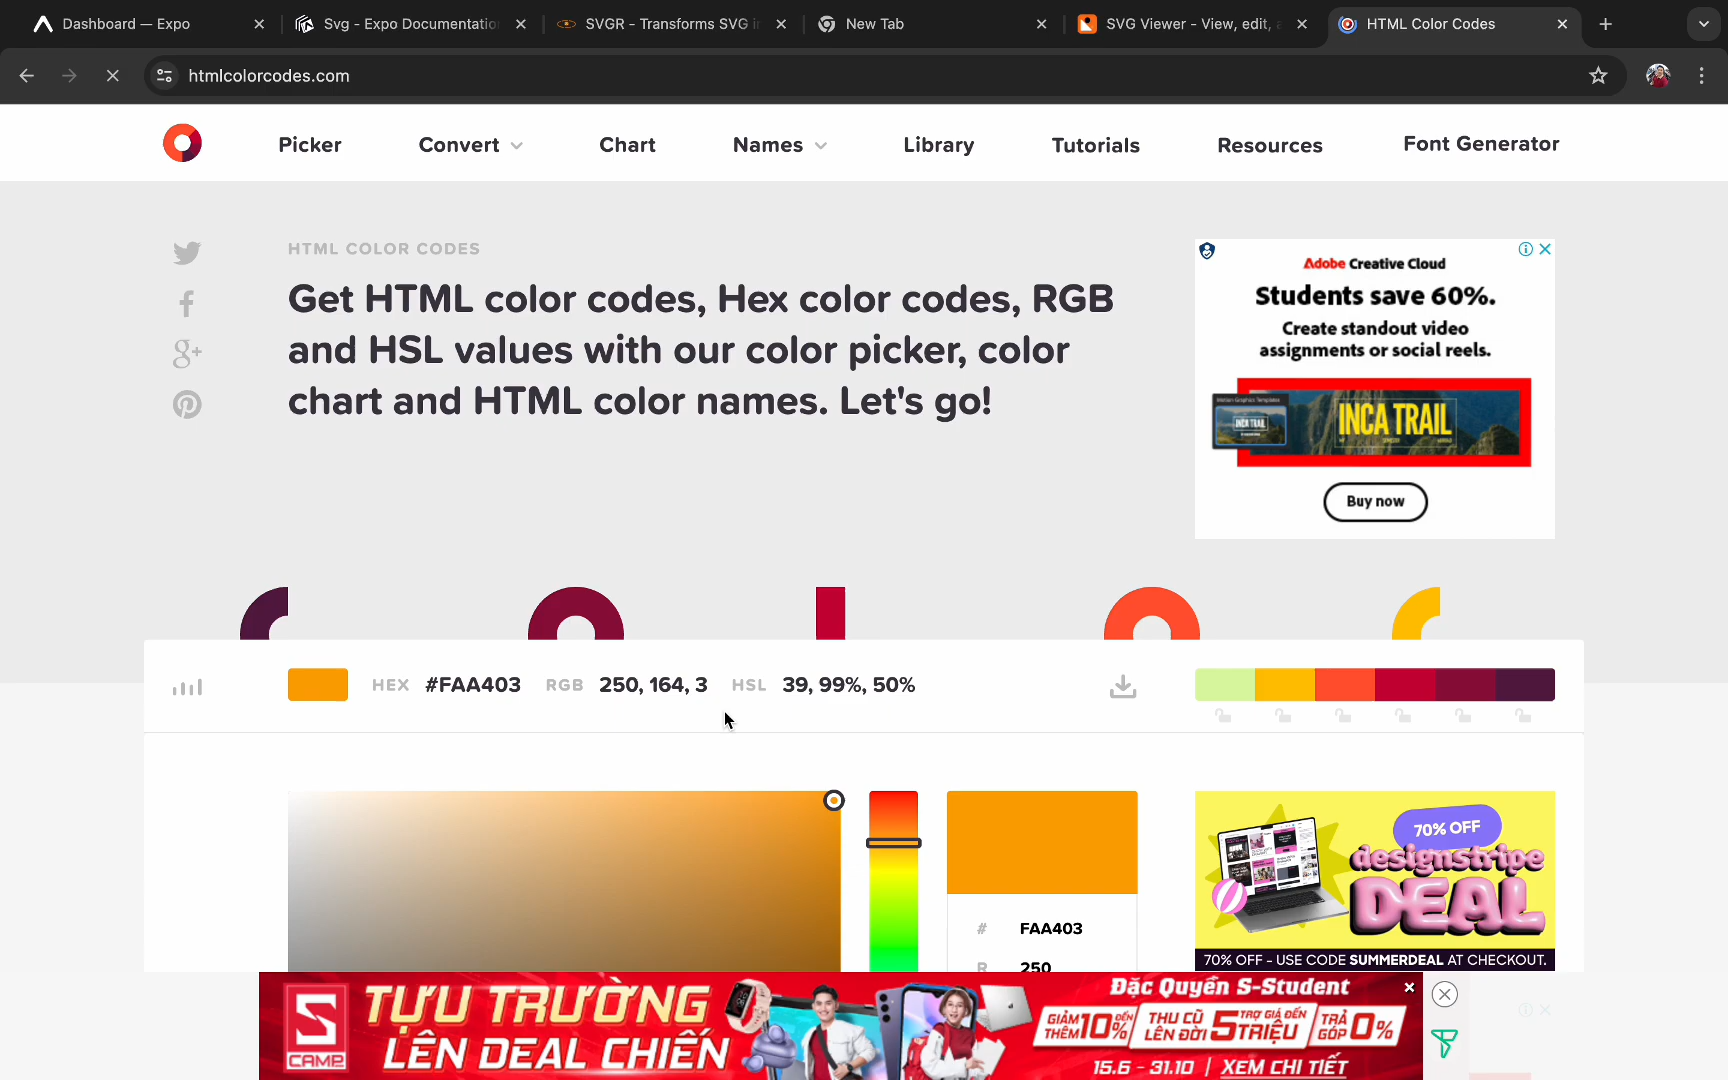 Dashboard — Expo
Svg - Expo Documentatio
SVGR - Transforms SVG i
New Tab
SVG Viewer - View, edit, a
HTML Color Codes
htmlcolorcodes.com
Picker
Convert
Chart
Names
Library
Tutorials
Resources
Font Generator
HTML COLOR CODES
Get HTML color codes, Hex color codes, RGB
and HSL values with our color picker, color
chart and HTML color names. Let's go!
Adobe Creative Cloud
Students save 60%.
Create standout video
assignments or social reels.
Motion Graphics Templates
INCA TRAIL
INCA TRAIL
Buy now
HEX #FAA403 RGB 250, 164, 3 HSL 39, 99%, 50%
# FAA403
R 250
70% OFF
designstripe
DEAL
70% OFF - USE CODE SUMMERDEAL AT CHECKOUT.
S CAMP
TỰU TRƯỜNG
LÊN DEAL CHIẾN
Đặc Quyền S-Student
GIẢM THÊM 10% ĐẾN
THU CŨ LÊN ĐỜI 5 TRỢ GIÁ ĐẾN TRIỆU
TRẢ GÓP 0%
15.6 - 31.10 | XEM CHI TIẾT